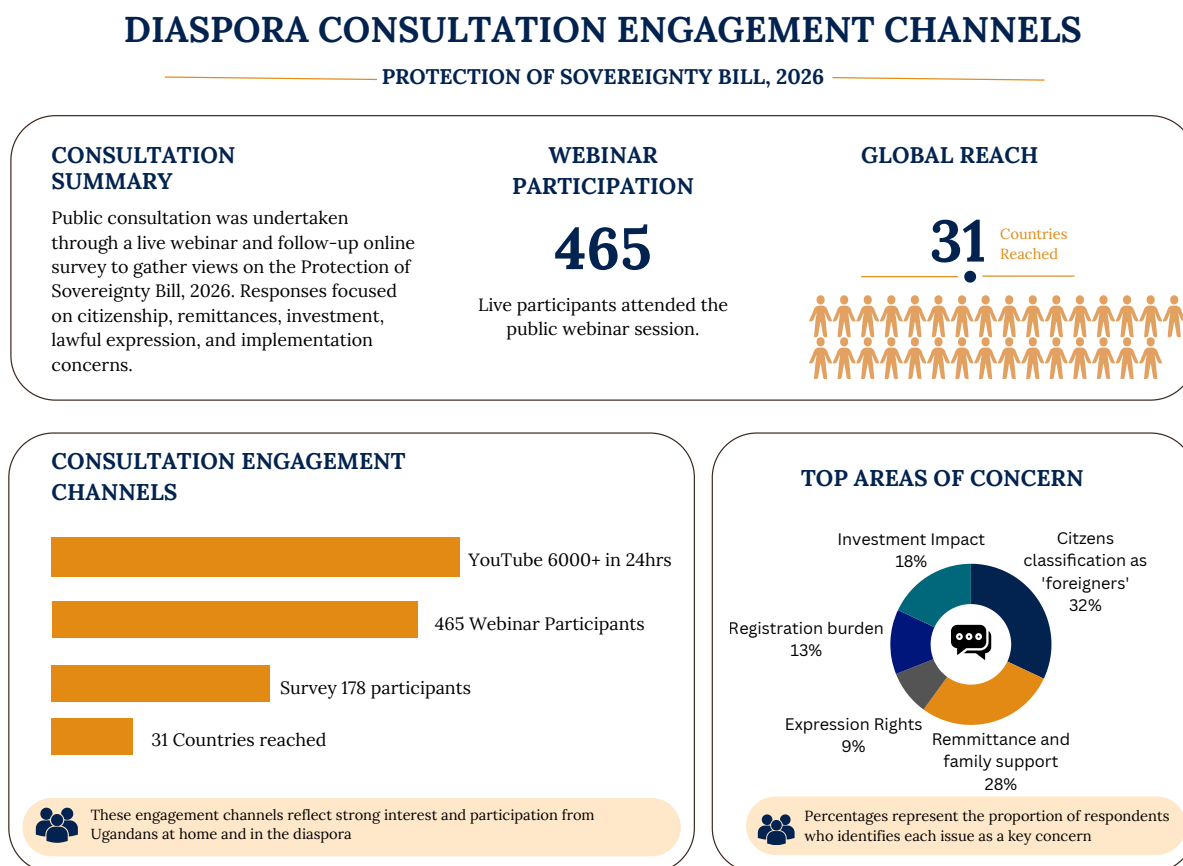 DIASPORA CONSULTATION ENGAGEMENT CHANNELS
PROTECTION OF SOVEREIGNTY BILL, 2026
CONSULTATION
SUMMARY
Public consultation was undertaken
through a live webinar and follow-up online
survey to gather views on the Protection of
Sovereignty Bill, 2026. Responses focused
on citizenship, remittances, investment,
lawful expression, and implementation
concerns.
WEBINAR
PARTICIPATION
465
Live participants attended the
public webinar session.
GLOBAL REACH
31
Countries
Reached
CONSULTATION ENGAGEMENT
CHANNELS
YouTube 6000+ in 24hrs
465 Webinar Participants
Survey 178 participants
31 Countries reached
These engagement channels reflect strong interest and participation from
Ugandans at home and in the diaspora
TOP AREAS OF CONCERN
Investment Impact
18%
Citzens
classification as
'foreigners'
32%
Registration burden
13%
Expression Rights
9%
Remmittance and
family support
28%
Percentages represent the proportion of respondents
who identifies each issue as a key concern